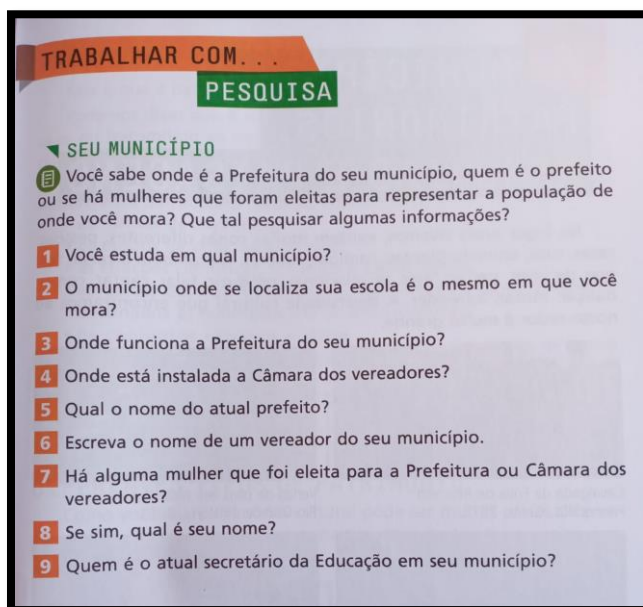 TRABALHAR COM...
PESQUISA
SEU MUNICÍPIO
Você sabe onde é a Prefeitura do seu município, quem é o prefeito
ou se há mulheres que foram eleitas para representar a população de
onde você mora? Que tal pesquisar algumas informações?
1 Você estuda em qual município?
2 O município onde se localiza sua escola é o mesmo em que você
mora?
3 Onde funciona a Prefeitura do seu município?
4 Onde está instalada a Câmara dos vereadores?
5 Qual o nome do atual prefeito?
6 Escreva o nome de um vereador do seu município.
7 Há alguma mulher que foi eleita para a Prefeitura ou Câmara dos
vereadores?
8 Se sim, qual é seu nome?
9 Quem é o atual secretário da Educação em seu município?